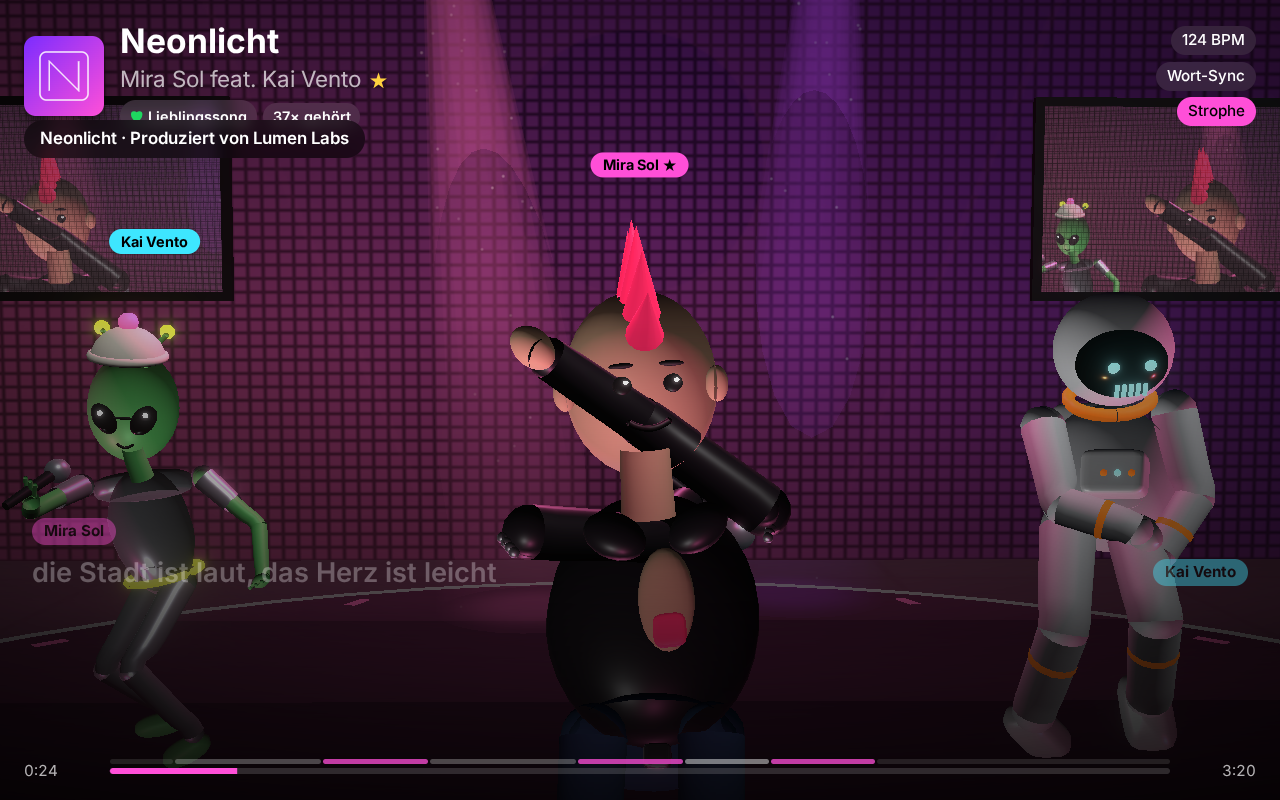 Neonlicht
Mira Sol feat. Kai Vento ★
Lieblingssong
37× gehört
Neonlicht · Produziert von Lumen Labs
124 BPM
Wort-Sync
Strophe
Mira Sol ★
Kai Vento
Mira Sol
die Stadt ist laut, das Herz ist leicht
Kai Vento
0:24
3:20